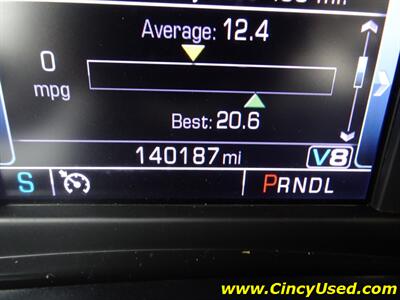 Average: 12.4
0
mpg
Best: 20.6
140187 mi
V8
S
PRNDL
www.CincyUsed.com